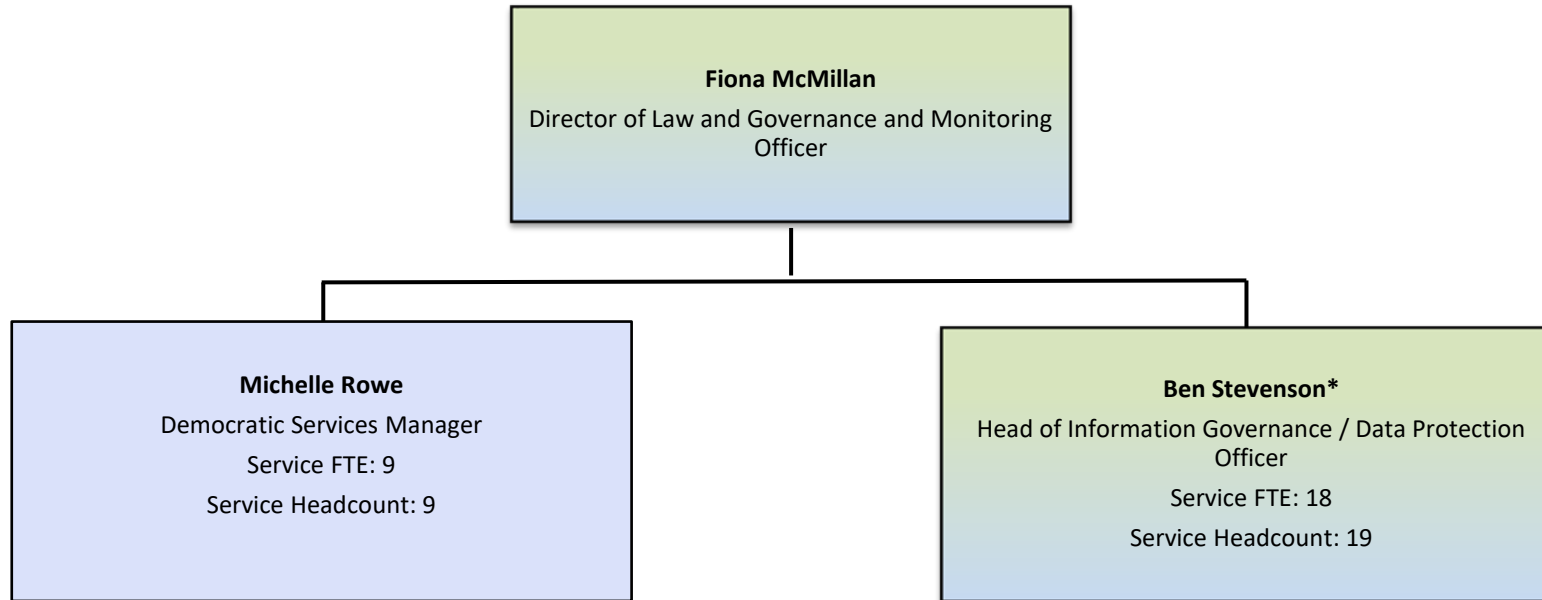 Fiona McMillan
Director of Law and Governance and Monitoring
Officer
Michelle Rowe
Democratic Services Manager
Service FTE: 9
Service Headcount: 9
Ben Stevenson*
Head of Information Governance / Data Protection
Officer
Service FTE: 18
Service Headcount: 19